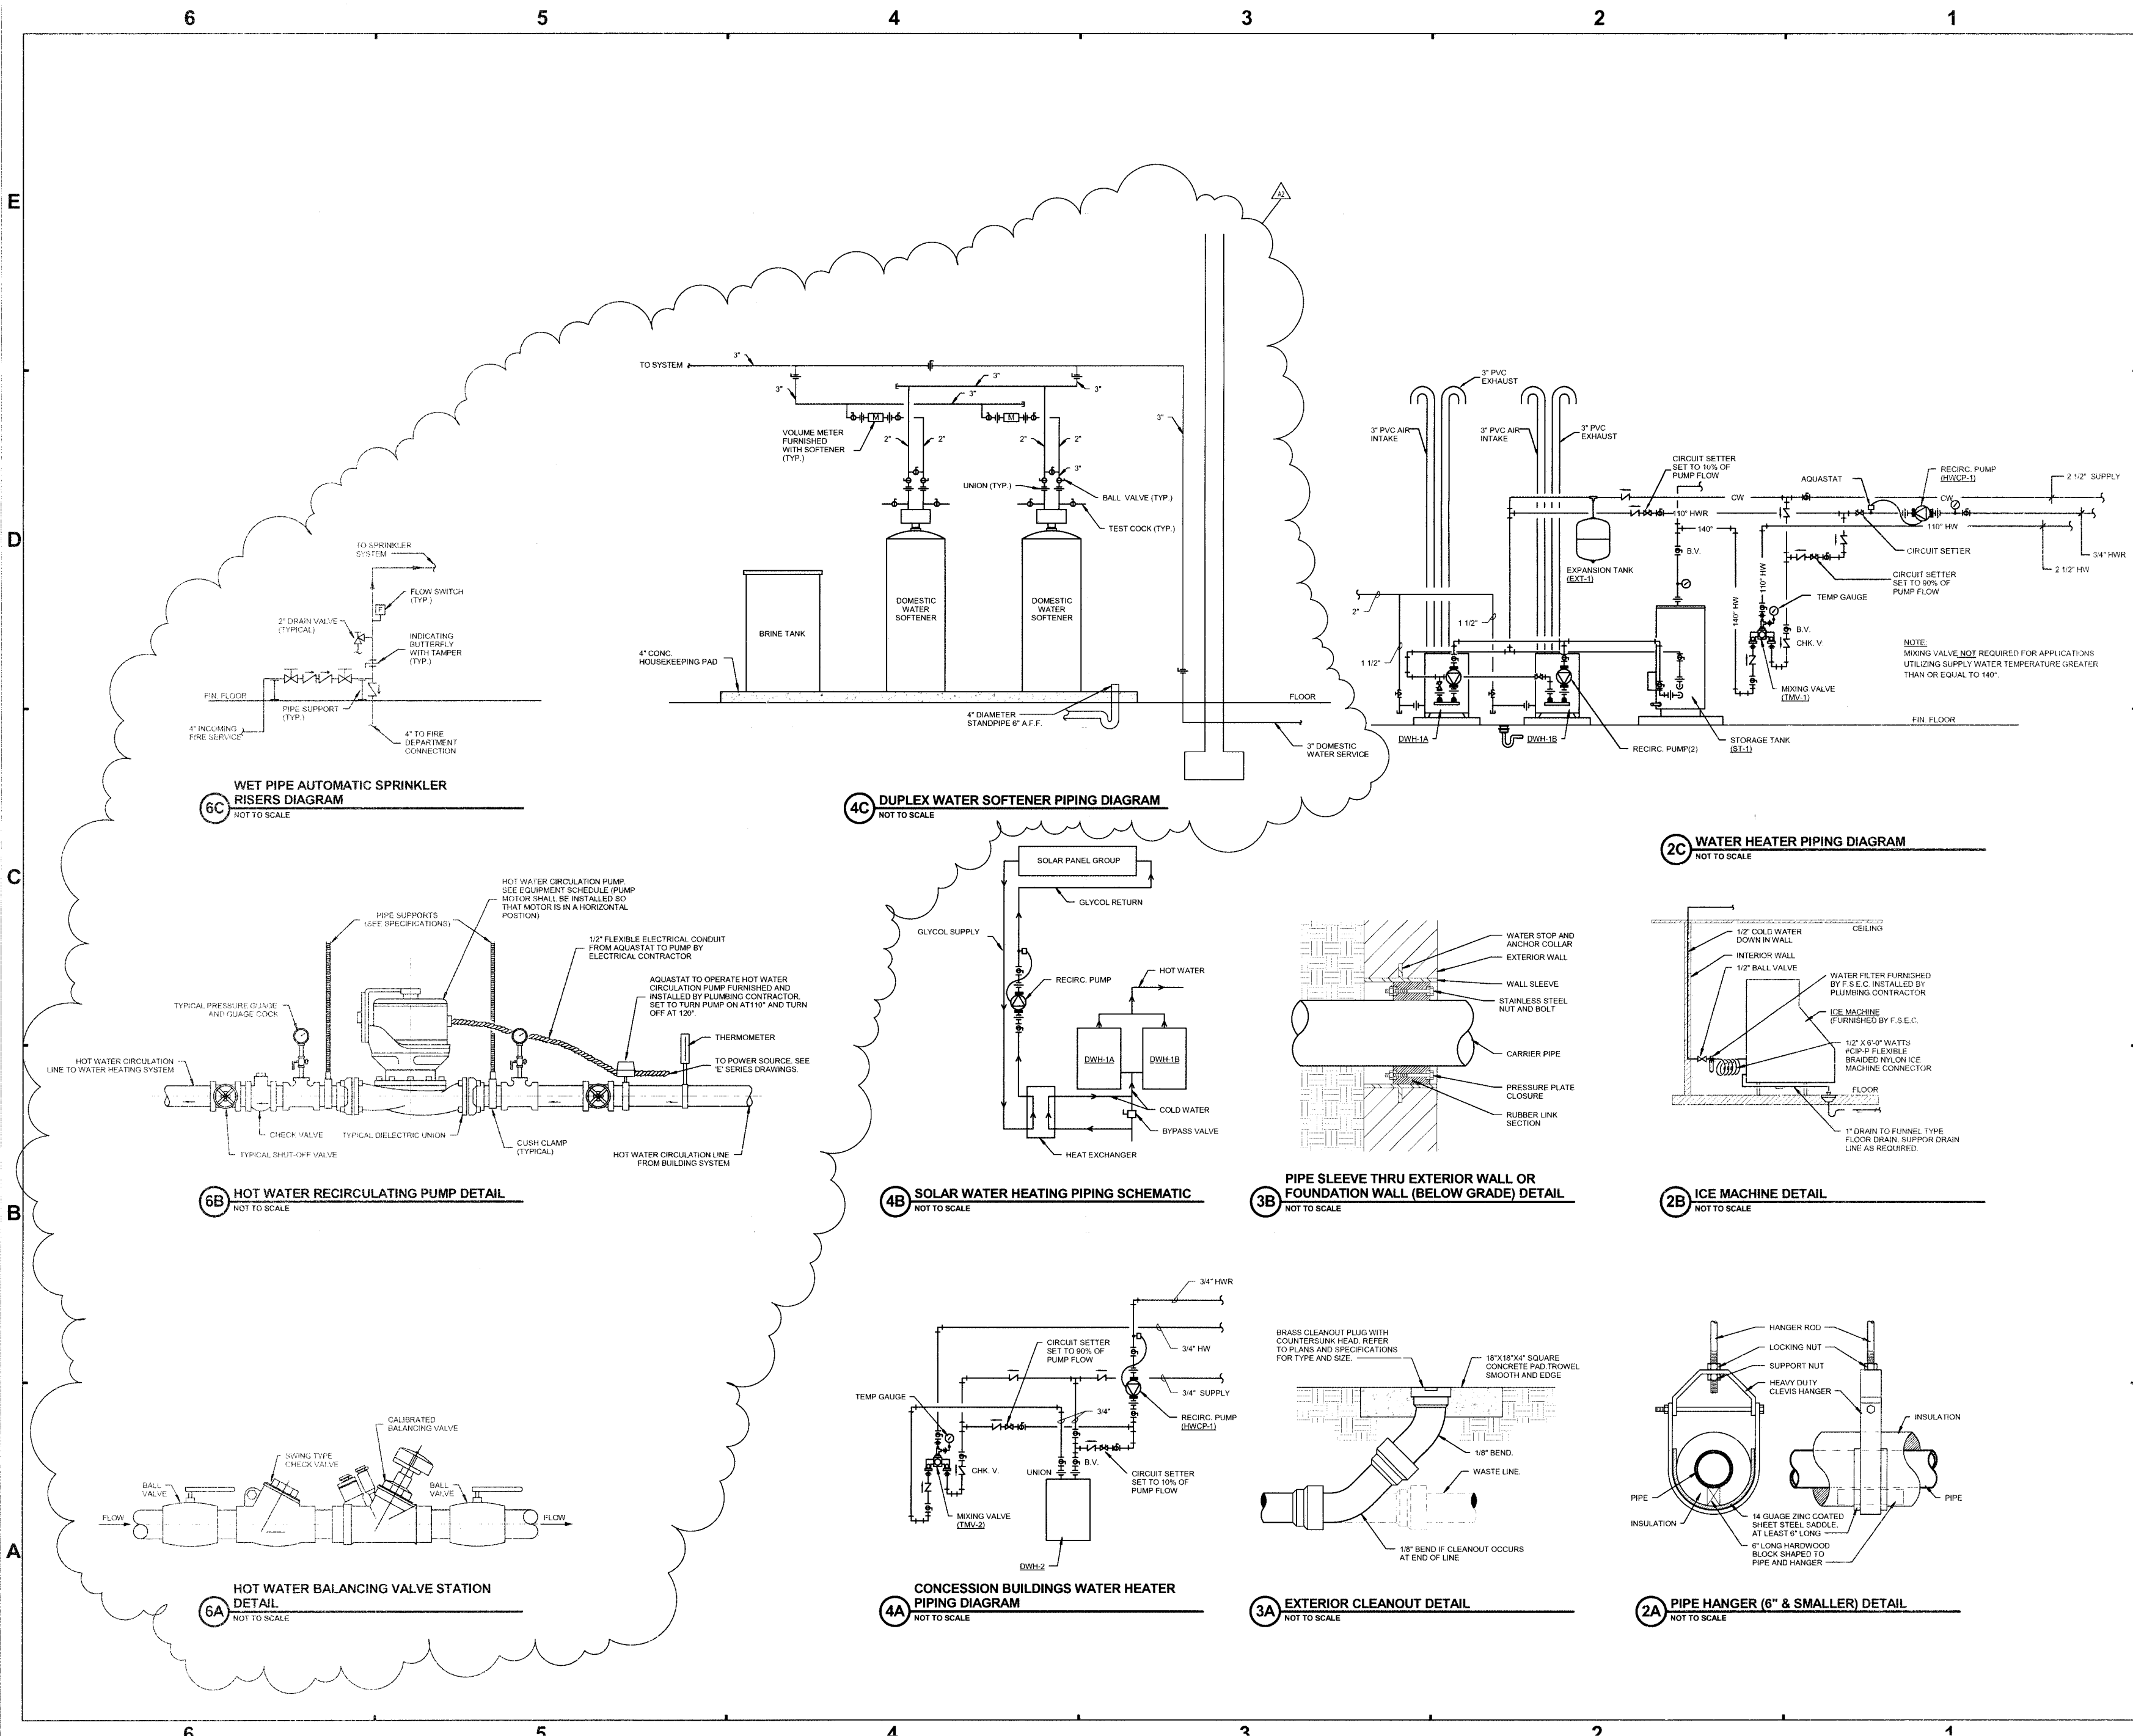 6
5
4
3
2
1
E
D
C
B
A
A2
TO SPRINKLER
SYSTEM
FLOW SWITCH
(TYP.)
F
2" DRAIN VALVE
(TYPICAL)
INDICATING
BUTTERFLY
WITH TAMPER
(TYP.)
FIN. FLOOR
PIPE SUPPORT
(TYP.)
4" INCOMING
FIRE SERVICE
4" TO FIRE
DEPARTMENT
CONNECTION
6C
WET PIPE AUTOMATIC SPRINKLER
RISERS DIAGRAM
NOT TO SCALE
TO SYSTEM
3"
3"
3"
3"
3"
3"
M
M
VOLUME METER
FURNISHED
WITH SOFTENER
(TYP.)
2"
2"
2"
2"
3"
3"
UNION (TYP.)
BALL VALVE (TYP.)
TEST COCK (TYP.)
BRINE TANK
DOMESTIC
WATER
SOFTENER
DOMESTIC
WATER
SOFTENER
4" CONC.
HOUSEKEEPING PAD
4" DIAMETER
STANDPIPE 6" A.F.F.
FLOOR
3" DOMESTIC
WATER SERVICE
4C
DUPLEX WATER SOFTENER PIPING DIAGRAM
NOT TO SCALE
3" PVC
EXHAUST
3" PVC AIR
INTAKE
3" PVC AIR
INTAKE
3" PVC
EXHAUST
CIRCUIT SETTER
SET TO 10% OF
PUMP FLOW
AQUASTAT
RECIRC. PUMP
(HWCP-1)
2 1/2" SUPPLY
CW
CW
110° HWR
140°
110° HW
B.V.
CIRCUIT SETTER
3/4" HWR
2 1/2" HW
EXPANSION TANK
(EXT-1)
CIRCUIT SETTER
SET TO 90% OF
PUMP FLOW
110° HW
140° HW
TEMP GAUGE
2"
1 1/2"
1 1/2"
B.V.
CHK. V.
NOTE:
MIXING VALVE NOT REQUIRED FOR APPLICATIONS
UTILIZING SUPPLY WATER TEMPERATURE GREATER
THAN OR EQUAL TO 140°.
MIXING VALVE
(TMV-1)
FIN. FLOOR
DWH-1A
DWH-1B
RECIRC. PUMP(2)
STORAGE TANK
(ST-1)
2C
WATER HEATER PIPING DIAGRAM
NOT TO SCALE
HOT WATER CIRCULATION PUMP.
SEE EQUIPMENT SCHEDULE (PUMP
MOTOR SHALL BE INSTALLED SO
THAT MOTOR IS IN A HORIZONTAL
POSTION)
PIPE SUPPORTS
(SEE SPECIFICATIONS)
1/2" FLEXIBLE ELECTRICAL CONDUIT
FROM AQUASTAT TO PUMP BY
ELECTRICAL CONTRACTOR
AQUASTAT TO OPERATE HOT WATER
CIRCULATION PUMP FURNISHED AND
INSTALLED BY PLUMBING CONTRACTOR.
SET TO TURN PUMP ON AT110° AND TURN
OFF AT 120°.
TYPICAL PRESSURE GUAGE
AND GUAGE COCK
THERMOMETER
HOT WATER CIRCULATION
LINE TO WATER HEATING SYSTEM
TO POWER SOURCE. SEE
'E' SERIES DRAWINGS.
CHECK VALVE
TYPICAL DIELECTRIC UNION
CUSH CLAMP
(TYPICAL)
TYPICAL SHUT-OFF VALVE
HOT WATER CIRCULATION LINE
FROM BUILDING SYSTEM
6B
HOT WATER RECIRCULATING PUMP DETAIL
NOT TO SCALE
SOLAR PANEL GROUP
GLYCOL RETURN
GLYCOL SUPPLY
RECIRC. PUMP
HOT WATER
DWH-1A
DWH-1B
COLD WATER
BYPASS VALVE
HEAT EXCHANGER
4B
SOLAR WATER HEATING PIPING SCHEMATIC
NOT TO SCALE
WATER STOP AND
ANCHOR COLLAR
EXTERIOR WALL
WALL SLEEVE
STAINLESS STEEL
NUT AND BOLT
CARRIER PIPE
PRESSURE PLATE
CLOSURE
RUBBER LINK
SECTION
3B
PIPE SLEEVE THRU EXTERIOR WALL OR
FOUNDATION WALL (BELOW GRADE) DETAIL
NOT TO SCALE
CEILING
1/2" COLD WATER
DOWN IN WALL
INTERIOR WALL
1/2" BALL VALVE
WATER FILTER FURNISHED
BY F.S.E.C. INSTALLED BY
PLUMBING CONTRACTOR
ICE MACHINE
(FURNISHED BY F.S.E.C.
1/2" X 6'-0" WATTS
#CIP-P FLEXIBLE
BRAIDED NYLON ICE
MACHINE CONNECTOR
FLOOR
1" DRAIN TO FUNNEL TYPE
FLOOR DRAIN, SUPPOR DRAIN
LINE AS REQUIRED.
2B
ICE MACHINE DETAIL
NOT TO SCALE
CALIBRATED
BALANCING VALVE
SWING TYPE
CHECK VALVE
BALL
VALVE
BALL
VALVE
FLOW
FLOW
6A
HOT WATER BALANCING VALVE STATION
DETAIL
NOT TO SCALE
3/4" HWR
3/4" HW
CIRCUIT SETTER
SET TO 90% OF
PUMP FLOW
3/4" SUPPLY
TEMP GAUGE
3/4"
RECIRC. PUMP
(HWCP-1)
CHK. V.
UNION
B.V.
CIRCUIT SETTER
SET TO 10% OF
PUMP FLOW
MIXING VALVE
(TMV-2)
DWH-2
4A
CONCESSION BUILDINGS WATER HEATER
PIPING DIAGRAM
NOT TO SCALE
BRASS CLEANOUT PLUG WITH
COUNTERSUNK HEAD. REFER
TO PLANS AND SPECIFICATIONS
FOR TYPE AND SIZE.
18"X18"X4" SQUARE
CONCRETE PAD.TROWEL
SMOOTH AND EDGE
1/8" BEND.
WASTE LINE.
1/8" BEND IF CLEANOUT OCCURS
AT END OF LINE
3A
EXTERIOR CLEANOUT DETAIL
NOT TO SCALE
HANGER ROD
LOCKING NUT
SUPPORT NUT
HEAVY DUTY
CLEVIS HANGER
INSULATION
PIPE
PIPE
INSULATION
14 GUAGE ZINC COATED
SHEET STEEL SADDLE,
AT LEAST 6" LONG
6" LONG HARDWOOD
BLOCK SHAPED TO
PIPE AND HANGER
2A
PIPE HANGER (6" & SMALLER) DETAIL
NOT TO SCALE
6
5
4
3
2
1